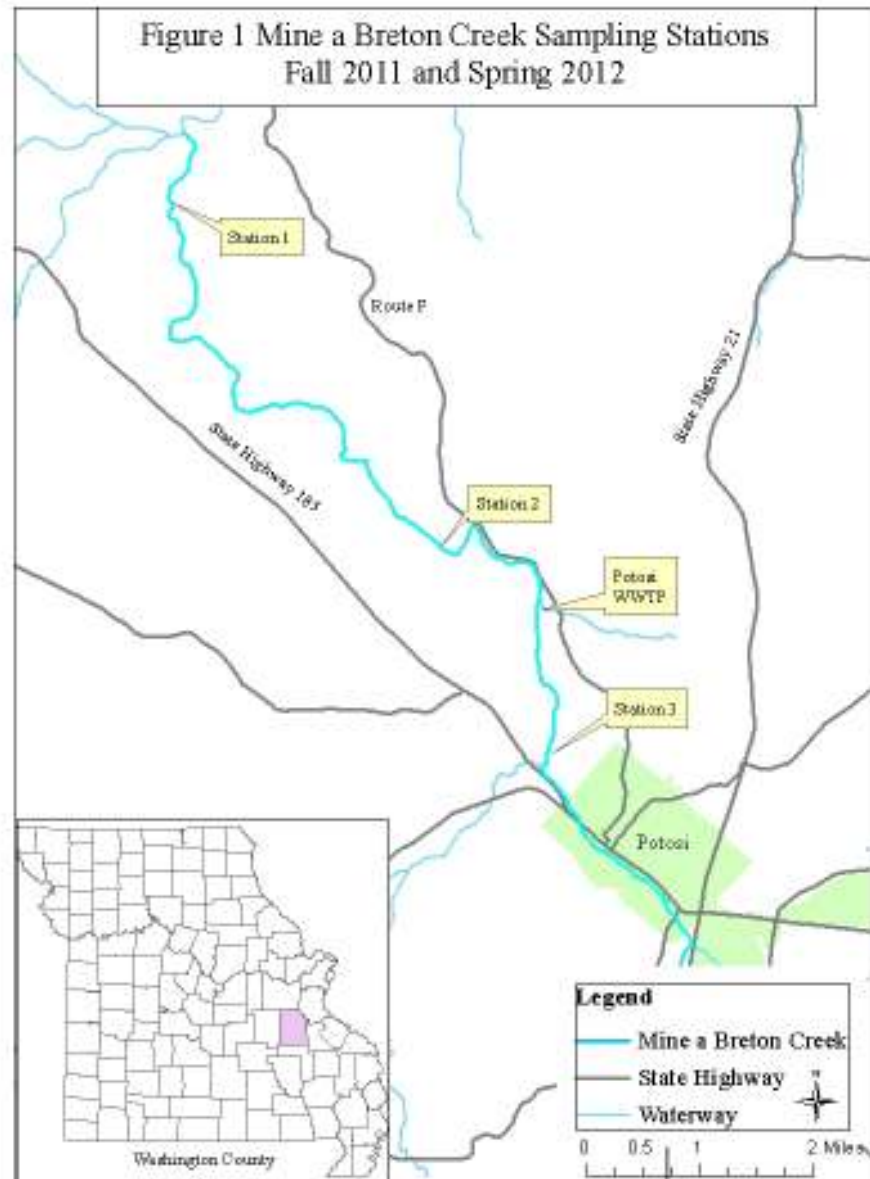 Figure 1 Mine a Breton Creek Sampling Stations
Fall 2011 and Spring 2012
Station 1
Route P
State Highway 21
State Highway 185
Station 2
Potosi
WWTP
Station 3
Potosi
Legend
Mine a Breton Creek
State Highway
Waterway
N
0 0.5 1 2 Miles
Washington County